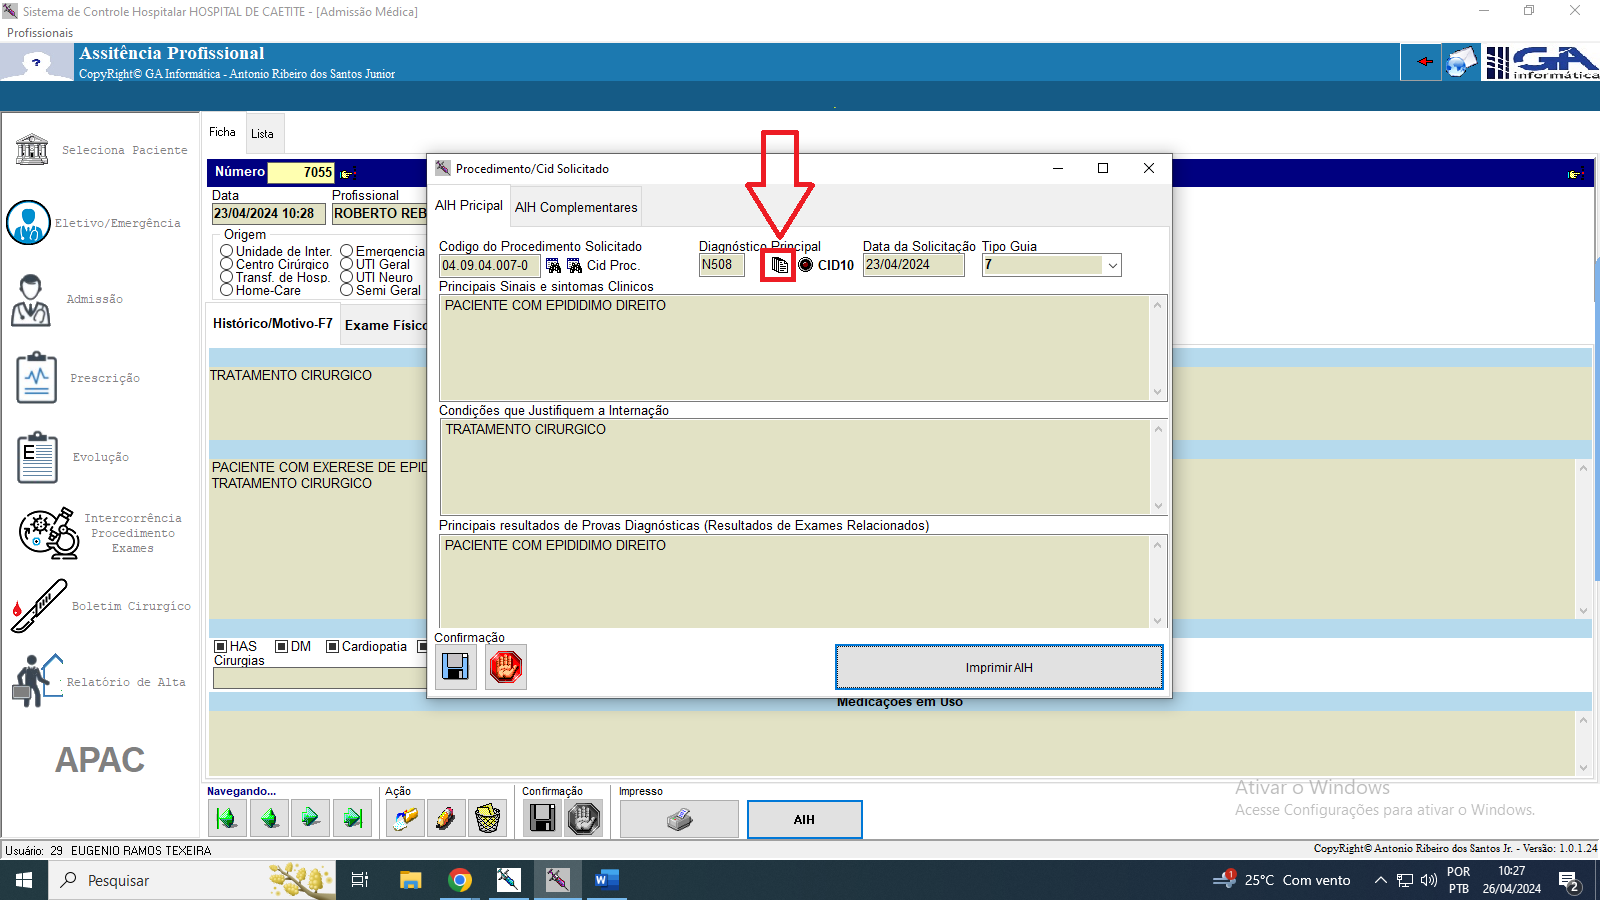 Sistema de Controle Hospitalar HOSPITAL DE CAETITE - [Admissão Médica]
Profissionais
Assitência Profissional
CopyRight© GA Informática - Antonio Ribeiro dos Santos Junior
GA
informática
Seleciona Paciente
Eletivo/Emergência
Admissão
Prescrição
Evolução
Intercorrência
Procedimento
Exames
Boletim Cirurgíco
Relatório de Alta
APAC
Ficha
Lista
Número 7055
Data
Profissional
23/04/2024 10:28
ROBERTO REB
Origem
Unidade de Inter.
Emergencia
Centro Cirúrgico
UTI Geral
Transf. de Hosp.
UTI Neuro
Home-Care
Semi Geral
Histórico/Motivo-F7
Exame Físic
TRATAMENTO CIRURGICO
PACIENTE COM EXERESE DE EPID
TRATAMENTO CIRURGICO
HAS
DM
Cardiopatia
Cirurgias
Medicações em Uso
Procedimento/Cid Solicitado
AIH Pricipal
AIH Complementares
Codigo do Procedimento Solicitado
04.09.04.007-0
Cid Proc.
Diagnóstico Principal
N508
CID10
Data da Solicitação
23/04/2024
Tipo Guia
7
Principais Sinais e sintomas Clinicos
PACIENTE COM EPIDIDIMO DIREITO
Condições que Justifiquem a Internação
TRATAMENTO CIRURGICO
Principais resultados de Provas Diagnósticas (Resultados de Exames Relacionados)
PACIENTE COM EPIDIDIMO DIREITO
Confirmação
Imprimir AIH
Navegando...
Ação
Confirmação
Impresso
AIH
Ativar o Windows
Acesse Configurações para ativar o Windows.
Usuário: 29 EUGENIO RAMOS TEXEIRA
CopyRight© Antonio Ribeiro dos Santos Jr. - Versão: 1.0.1.24
Pesquisar
1
25°C Com vento
POR
PTB
10:27
26/04/2024
2